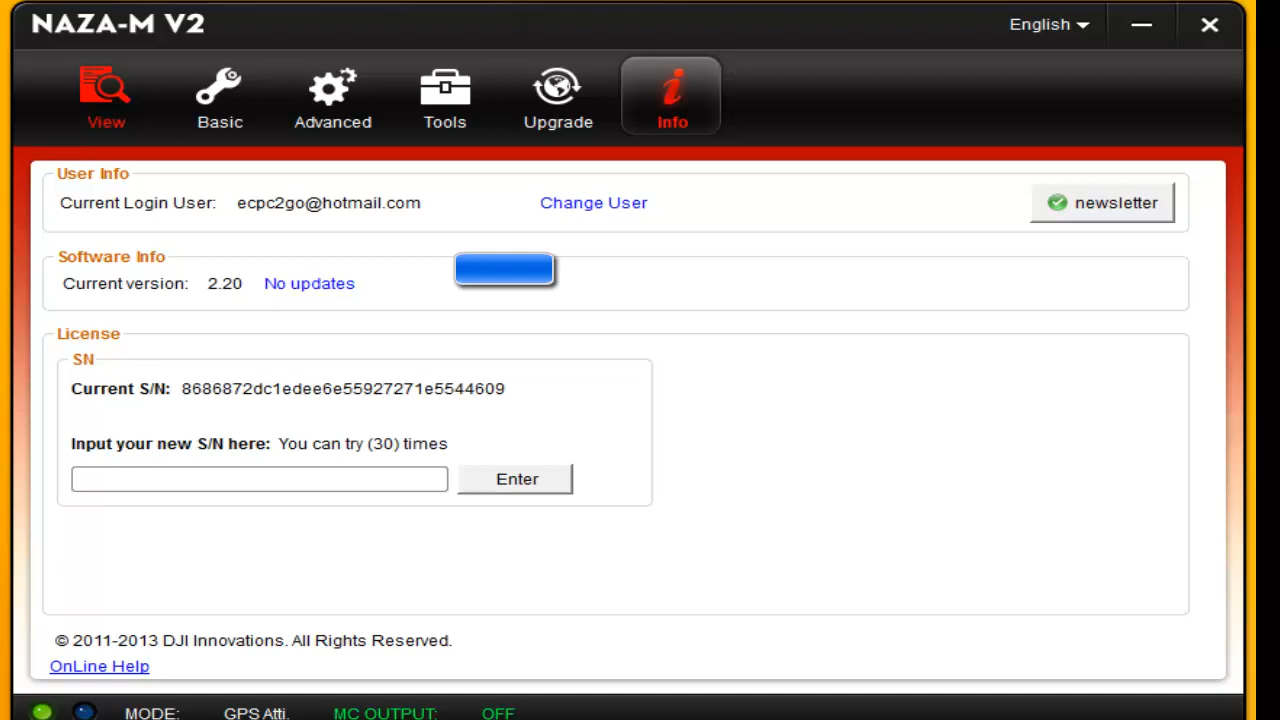 NAZA-M V2
English
View Basic Advanced Tools Upgrade Info
User Info
Current Login User: ecpc2go@hotmail.com Change User newsletter
Software Info
Current version: 2.20 No updates
License
SN
Current S/N: 8686872dc1edee6e55927271e5544609
Input your new S/N here: You can try (30) times
Enter
© 2011-2013 DJI Innovations. All Rights Reserved.
OnLine Help
MODE: GPS Atti. MC OUTPUT: OFF